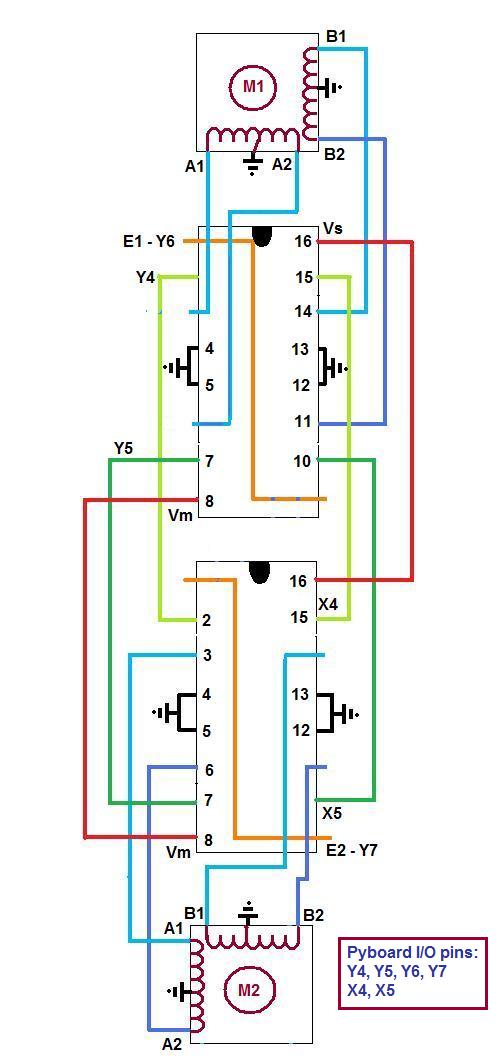 B1
M1
B2
A1
A2
Vs
E1 - Y6
16
Y4
15
14
4
13
5
12
11
Y5
7
10
8
Vm
16
X4
2
15
3
4
13
5
12
6
7
X5
8
Vm
E2 - Y7
B1
B2
A1
M2
A2
Pyboard I/O pins:
Y4, Y5, Y6, Y7
X4, X5